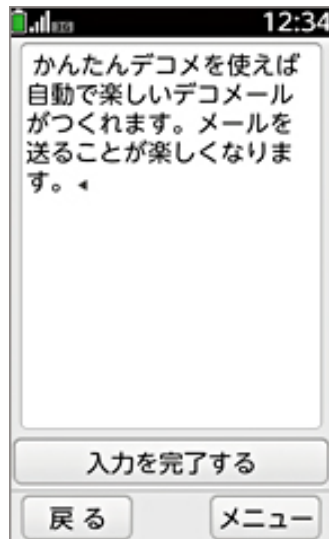 12:34
かんたんデコメを使えば
自動で楽しいデコメール
がつくれます。メールを
送ることが楽しくなりま
す。
入力を完了する
戻る
メニュー